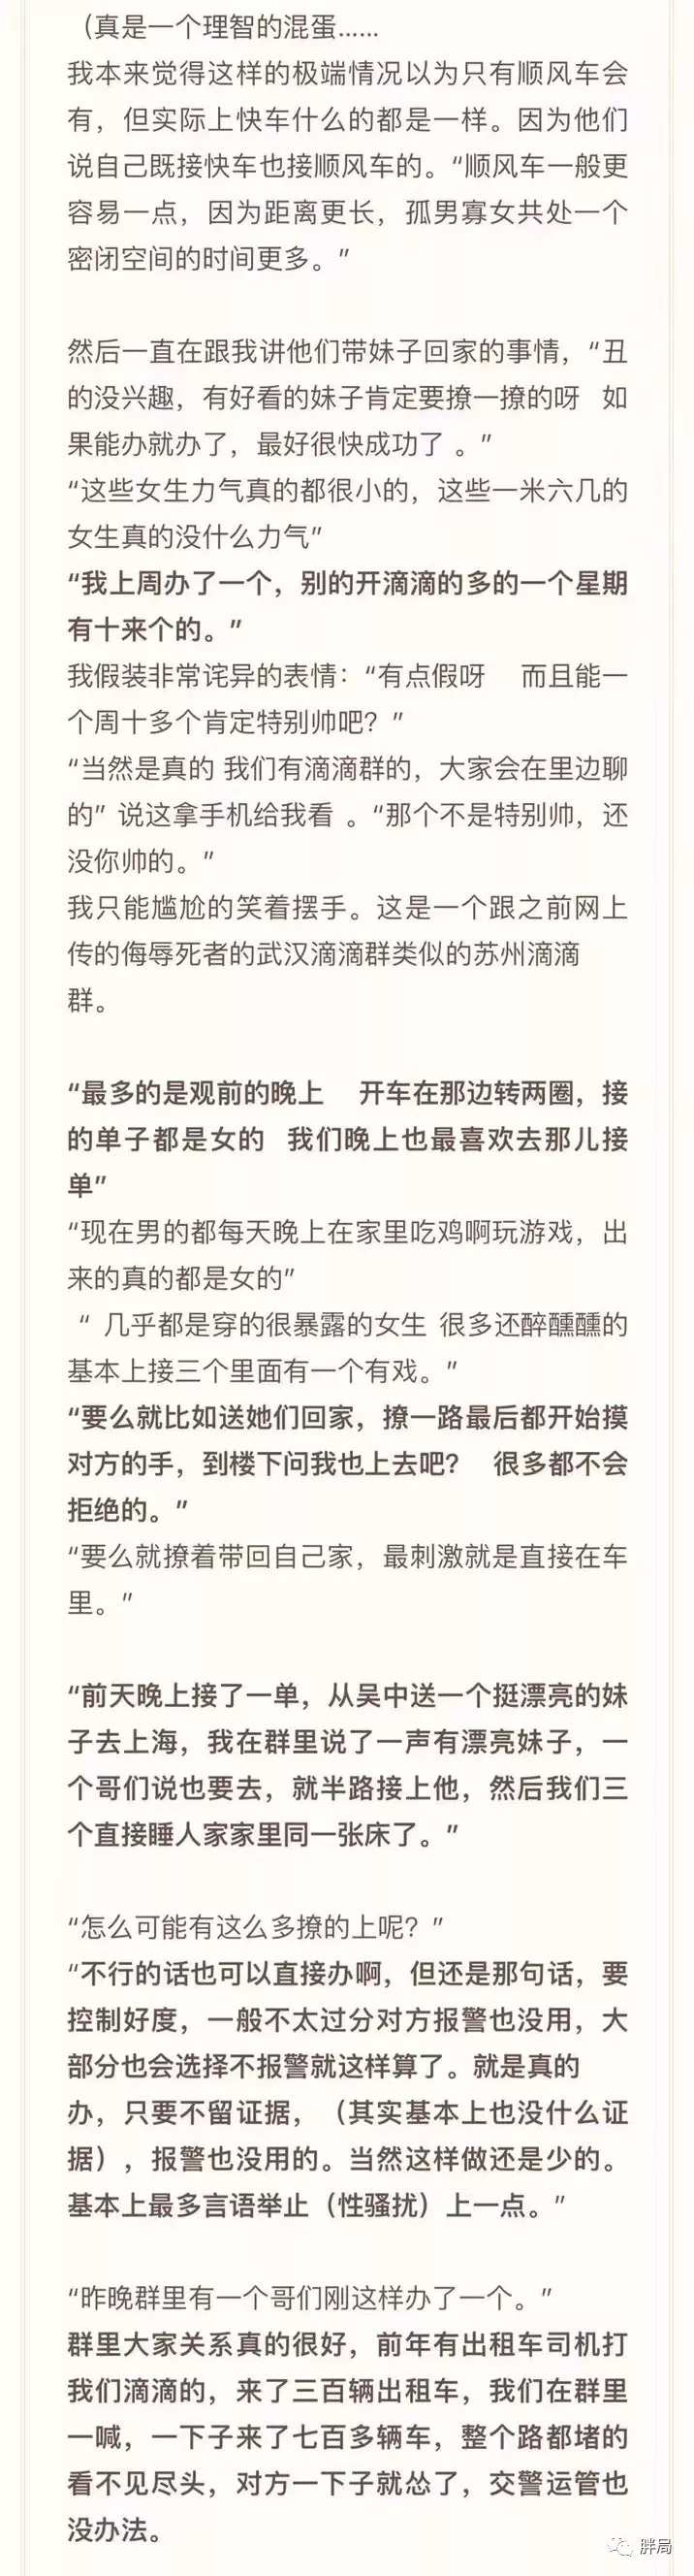 （真是一个理智的混蛋......
我本来觉得这样的极端情况以为只有顺风车会
有，但实际上快车什么的都是一样。因为他们
说自己既接快车也接顺风车的。“顺风车一般更
容易一点，因为距离更长，孤男寡女共处一个
密闭空间的时间更多。”
然后一直在跟我讲他们带妹子回家的事情，“丑
的没兴趣，有好看的妹子肯定要撩一撩的呀 如
果能办就办了，最好很快成功了 。”
“这些女生力气真的都很小的，这些一米六几的
女生真的没什么力气”
“我上周办了一个，别的开滴滴的多的一个星期
有十来个的。”
我假装非常诧异的表情：“有点假呀 而且能一
个周十多个肯定特别帅吧？”
“当然是真的 我们有滴滴群的，大家会在里边聊
的”说这拿手机给我看 。“那个不是特别帅，还
没你帅的。”
我只能尴尬的笑着摆手。这是一个跟之前网上
传的侮辱死者的武汉滴滴群类似的苏州滴滴
群。
“最多的是观前的晚上 开车在那边转两圈，接
的单子都是女的 我们晚上也最喜欢去那儿接
单”
“现在男的都每天晚上在家里吃鸡啊玩游戏，出
来的真的都是女的”
“ 几乎都是穿的很暴露的女生 很多还醉醺醺的
基本上接三个里面有一个有戏。”
“要么就比如送她们回家，撩一路最后都开始摸
对方的手，到楼下问我也上去吧？ 很多都不会
拒绝的。”
“要么就撩着带回自己家，最刺激就是直接在车
里。”
“前天晚上接了一单，从吴中送一个挺漂亮的妹
子去上海，我在群里说了一声有漂亮妹子，一
个哥们说也要去，就半路接上他，然后我们三
个直接睡人家家里同一张床了。”
“怎么可能有这么多撩的上呢？”
“不行的话也可以直接办啊，但还是那句话，要
控制好度，一般不太过分对方报警也没用，大
部分也会选择不报警就这样算了。就是真的
办，只要不留证据，（其实基本上也没什么证
据），报警也没用的。当然这样做还是少的。
基本上最多言语举止（性骚扰）上一点。”
“昨晚群里有一个哥们刚这样办了一个。”
群里大家关系真的很好，前年有出租车司机打
我们滴滴的，来了三百辆出租车，我们在群里
一喊，一下子来了七百多辆车，整个路都堵的
看不见尽头，对方一下子就怂了，交警运管也
没办法。
胖局